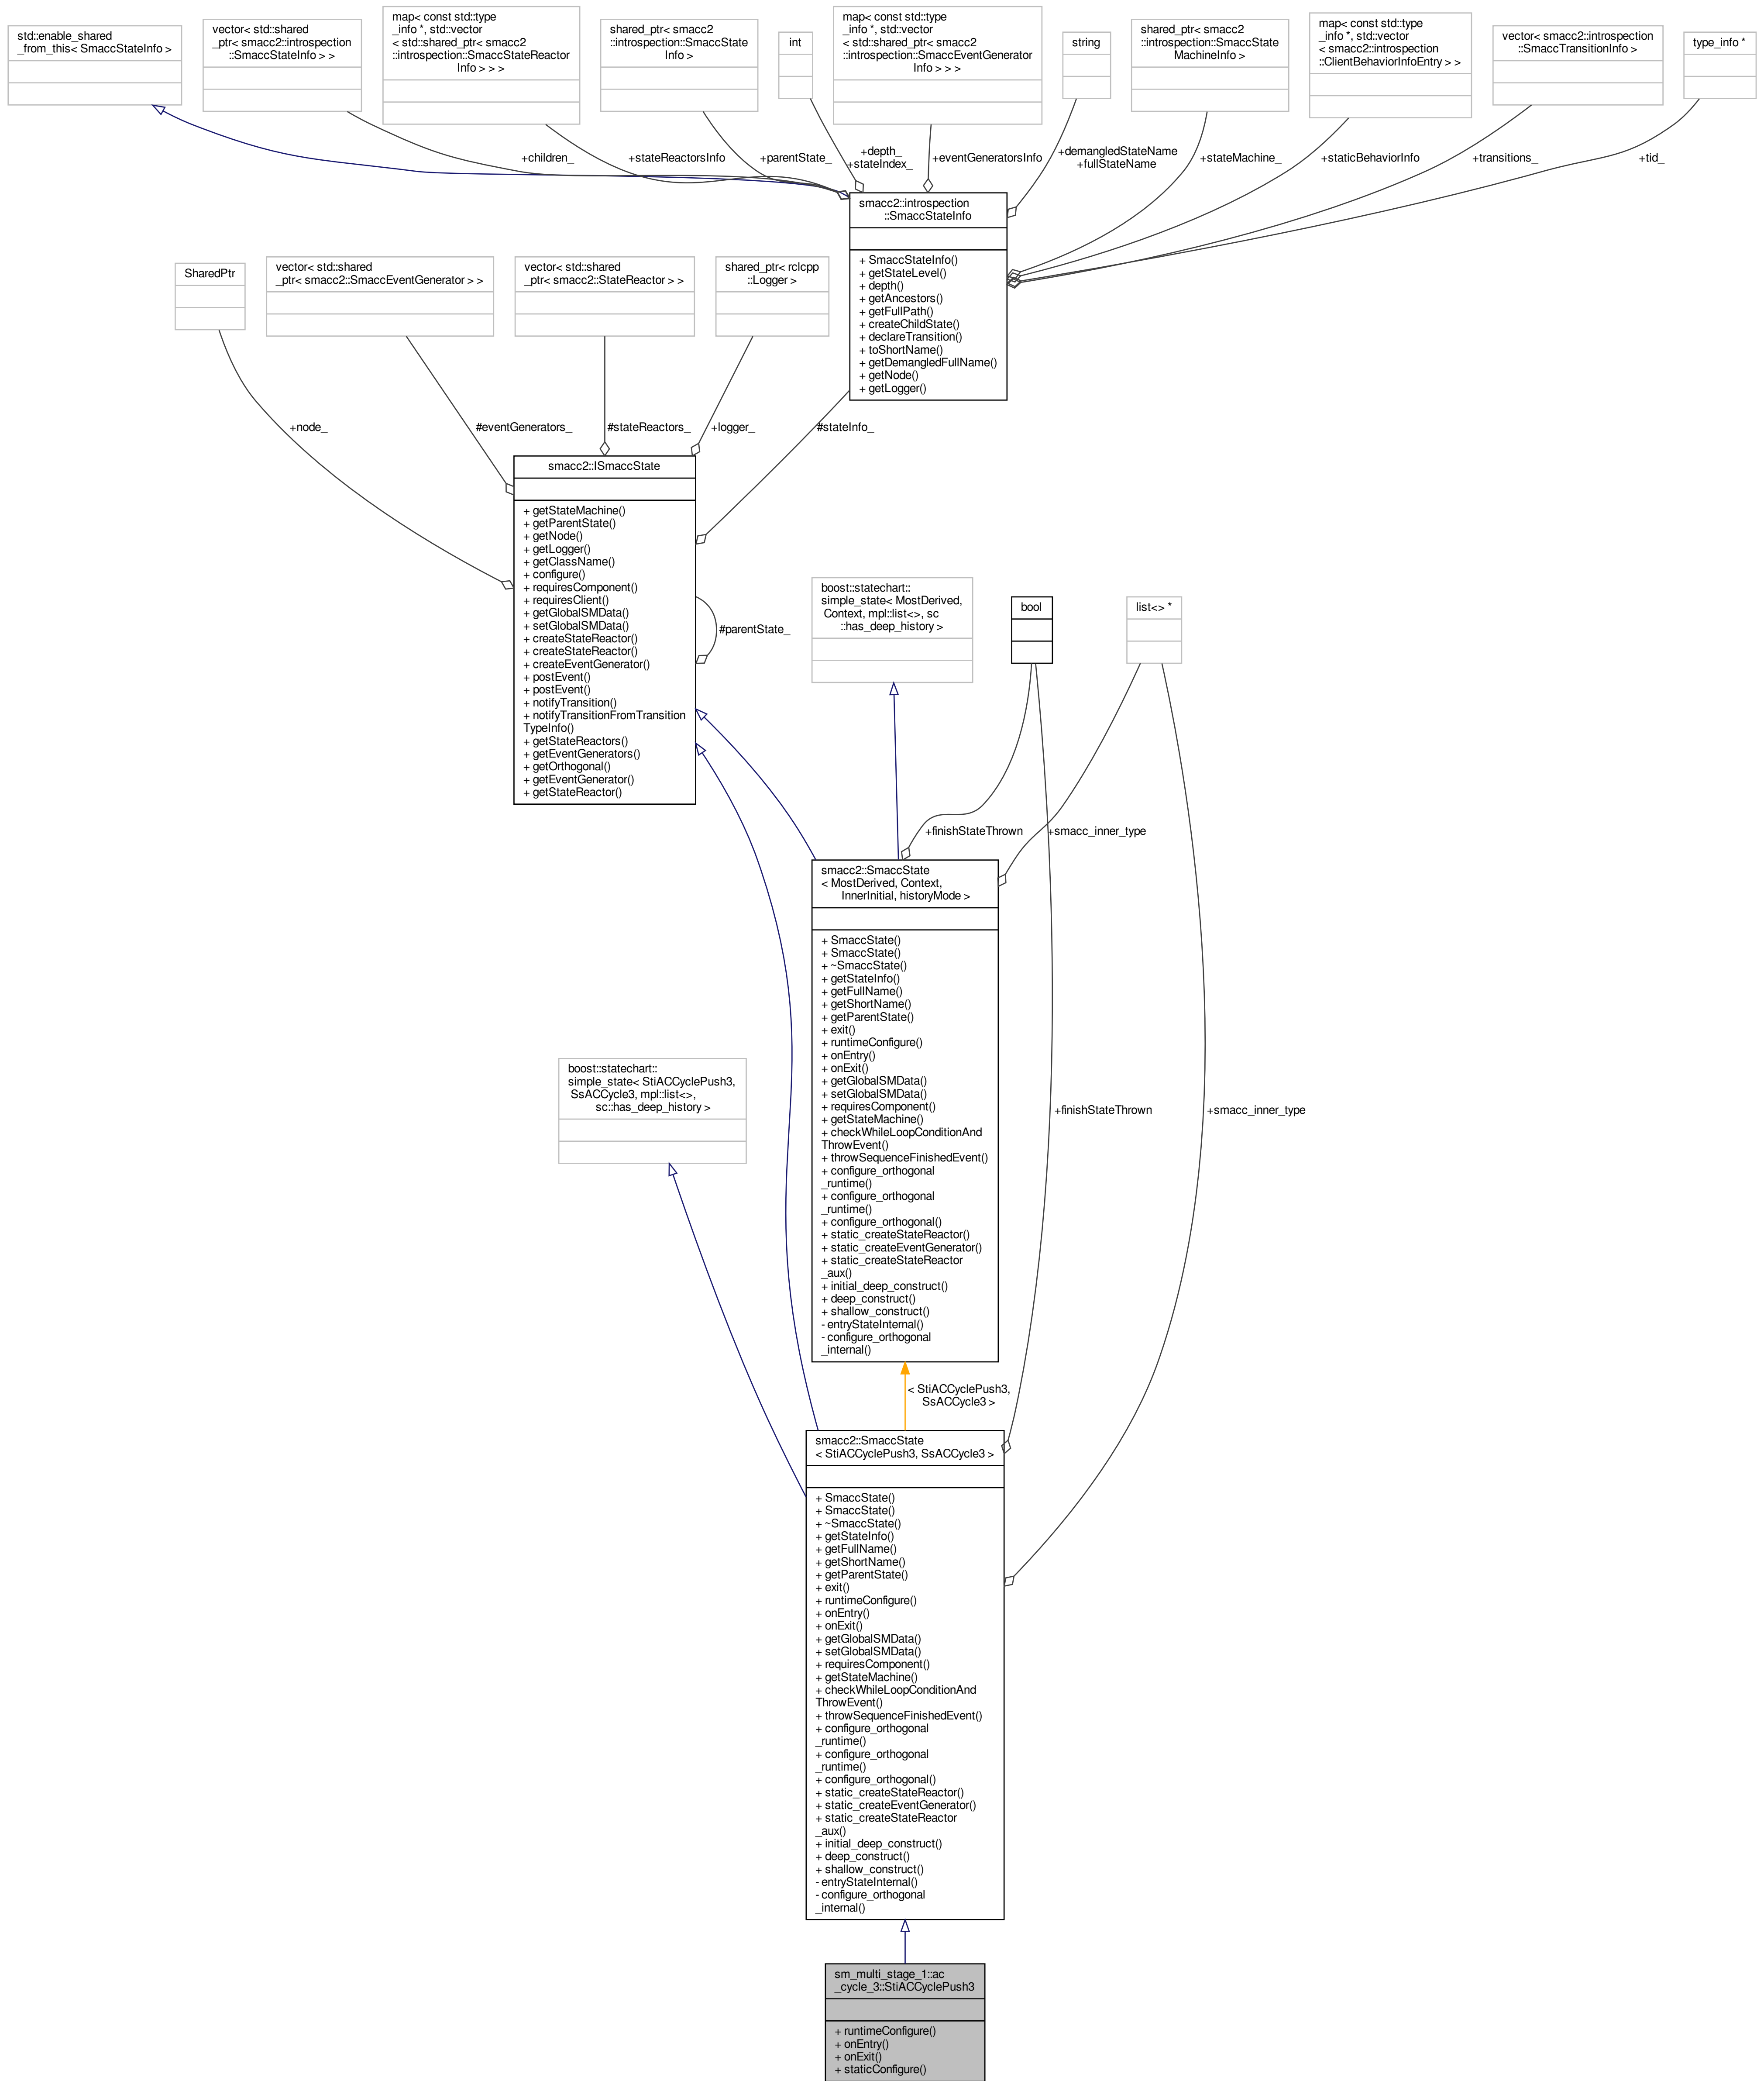 std::enable_shared
_from_this< SmaccStateInfo >
vector< std::shared
_ptr< smacc2::introspection
::SmaccStateInfo > >
map< const std::type
_info *, std::vector
< std::shared_ptr< smacc2
::introspection::SmaccStateReactor
Info > > >
shared_ptr< smacc2
::introspection::SmaccState
Info >
int
map< const std::type
_info *, std::vector
< std::shared_ptr< smacc2
::introspection::SmaccEventGenerator
Info > > >
string
shared_ptr< smacc2
::introspection::SmaccState
MachineInfo >
map< const std::type
_info *, std::vector
< smacc2::introspection
::ClientBehaviorInfoEntry > >
vector< smacc2::introspection
::SmaccTransitionInfo >
type_info *
+children_
+stateReactorsInfo
+parentState_
+depth_
+stateIndex_
+eventGeneratorsInfo
+demangledStateName
+fullStateName
+stateMachine_
+staticBehaviorInfo
+transitions_
+tid_
smacc2::introspection
::SmaccStateInfo
+ SmaccStateInfo()
+ getStateLevel()
+ depth()
+ getAncestors()
+ getFullPath()
+ createChildState()
+ declareTransition()
+ toShortName()
+ getDemangledFullName()
+ getNode()
+ getLogger()
SharedPtr
vector< std::shared
_ptr< smacc2::SmaccEventGenerator > >
vector< std::shared
_ptr< smacc2::StateReactor > >
shared_ptr< rclcpp
::Logger >
+node_
#eventGenerators_
#stateReactors_
+logger_
#stateInfo_
smacc2::ISmaccState
+ getStateMachine()
+ getParentState()
+ getNode()
+ getLogger()
+ getClassName()
+ configure()
+ requiresComponent()
+ requiresClient()
+ getGlobalSMData()
+ setGlobalSMData()
+ createStateReactor()
+ createStateReactor()
+ createEventGenerator()
+ postEvent()
+ postEvent()
+ notifyTransition()
+ notifyTransitionFromTransition
TypeInfo()
+ getStateReactors()
+ getEventGenerators()
+ getOrthogonal()
+ getEventGenerator()
+ getStateReactor()
#parentState_
boost::statechart::
simple_state< MostDerived,
Context, mpl::list<>, sc
::has_deep_history >
bool
list<> *
+finishStateThrown
+smacc_inner_type
smacc2::SmaccState
< MostDerived, Context,
InnerInitial, historyMode >
+ SmaccState()
+ SmaccState()
+ ~SmaccState()
+ getStateInfo()
+ getFullName()
+ getShortName()
+ getParentState()
+ exit()
+ runtimeConfigure()
+ onEntry()
+ onExit()
+ getGlobalSMData()
+ setGlobalSMData()
+ requiresComponent()
+ getStateMachine()
+ checkWhileLoopConditionAnd
ThrowEvent()
+ throwSequenceFinishedEvent()
+ configure_orthogonal
_runtime()
+ configure_orthogonal
_runtime()
+ configure_orthogonal()
+ static_createStateReactor()
+ static_createEventGenerator()
+ static_createStateReactor
_aux()
+ initial_deep_construct()
+ deep_construct()
+ shallow_construct()
- entryStateInternal()
- configure_orthogonal
_internal()
boost::statechart::
simple_state< StiACCyclePush3,
SsACCycle3, mpl::list<>,
sc::has_deep_history >
+finishStateThrown
+smacc_inner_type
< StiACCyclePush3,
SsACCycle3 >
smacc2::SmaccState
< StiACCyclePush3, SsACCycle3 >
+ SmaccState()
+ SmaccState()
+ ~SmaccState()
+ getStateInfo()
+ getFullName()
+ getShortName()
+ getParentState()
+ exit()
+ runtimeConfigure()
+ onEntry()
+ onExit()
+ getGlobalSMData()
+ setGlobalSMData()
+ requiresComponent()
+ getStateMachine()
+ checkWhileLoopConditionAnd
ThrowEvent()
+ throwSequenceFinishedEvent()
+ configure_orthogonal
_runtime()
+ configure_orthogonal
_runtime()
+ configure_orthogonal()
+ static_createStateReactor()
+ static_createEventGenerator()
+ static_createStateReactor
_aux()
+ initial_deep_construct()
+ deep_construct()
+ shallow_construct()
- entryStateInternal()
- configure_orthogonal
_internal()
sm_multi_stage_1::ac
_cycle_3::StiACCyclePush3
+ runtimeConfigure()
+ onEntry()
+ onExit()
+ staticConfigure()